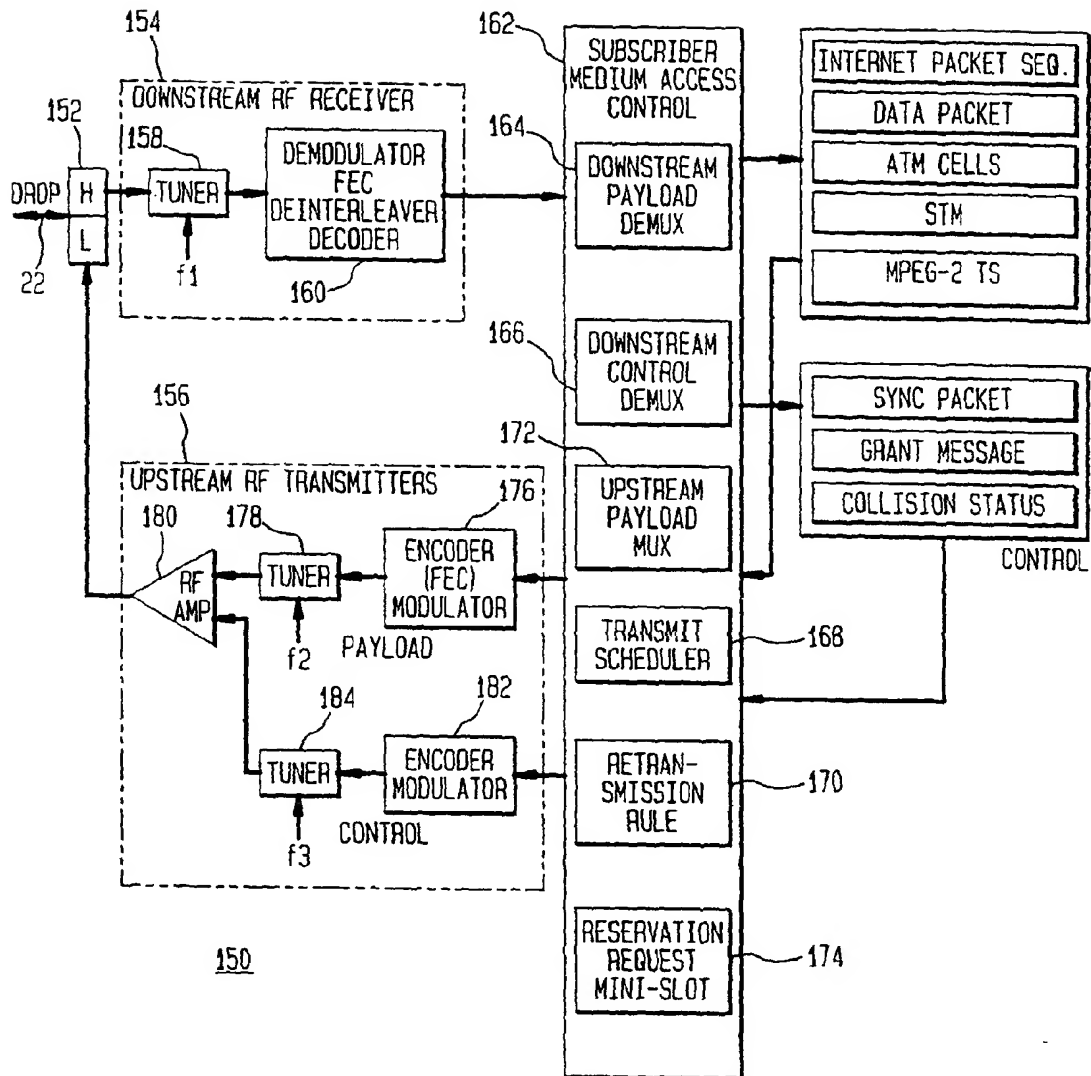 154
162
SUBSCRIBER
MEDIUM ACCESS
CONTROL
INTERNET PACKET SEQ.
DATA PACKET
ATM CELLS
STM
MPEG-2 TS
DOWNSTREAM RF RECEIVER
152
158
164
DROP
H
L
22
TUNER
f1
DEMODULATOR
FEC
DEINTERLEAVER
DECODER
160
DOWNSTREAM
PAYLOAD
DEMUX
166
DOWNSTREAM
CONTROL
DEMUX
SYNC PACKET
GRANT MESSAGE
COLLISION STATUS
CONTROL
156
172
UPSTREAM RF TRANSMITTERS
180
178
176
RF
AMP
TUNER
f2
PAYLOAD
ENCODER
(FEC)
MODULATOR
UPSTREAM
PAYLOAD
MUX
TRANSMIT
SCHEDULER
168
184
182
TUNER
f3
CONTROL
ENCODER
MODULATOR
RETRAN-
SMISSION
RULE
170
150
RESERVATION
REQUEST
MINI-SLOT
174